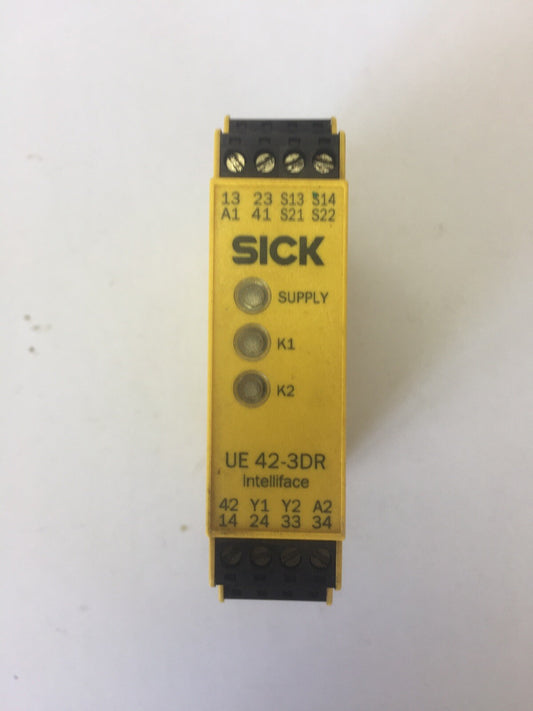 13 23 S13 S14
A1 41 S21 S22
SICK
SUPPLY
K1
K2
UE 42-3DR
Intelliface
42 Y1 Y2 A2
14 24 33 34